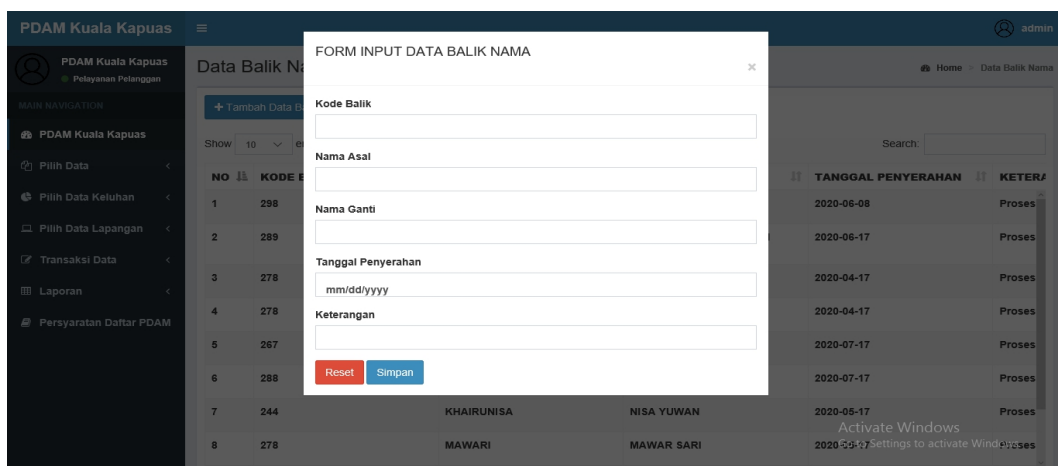 PDAM Kuala Kapuas
admin
PDAM Kuala Kapuas
Pelayanan Pelanggan
MAIN NAVIGATION
PDAM Kuala Kapuas
Pilih Data
Pilih Data Keluhan
Pilih Data Lapangan
Transaksi Data
Laporan
Persyaratan Daftar PDAM
Data Balik Na
Home > Data Balik Nama
+ Tambah Data Ba
Show 10 e
Search:
NO KODE B TANGGAL PENYERAHAN KETERA
1 298 2020-06-08 Proses
2 289 2020-06-17 Proses
3 278 2020-04-17 Proses
4 278 2020-04-17 Proses
5 267 2020-07-17 Proses
6 288 2020-07-17 Proses
7 244 KHAIRUNISA NISA YUWAN 2020-05-17 Proses
8 278 MAWARI MAWAR SARI
FORM INPUT DATA BALIK NAMA
×
Kode Balik
Nama Asal
Nama Ganti
Tanggal Penyerahan
mm/dd/yyyy
Keterangan
Reset Simpan
Activate Windows
Settings to activate Windows